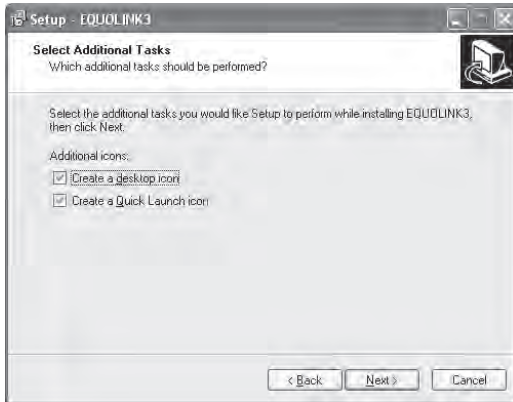 Setup - EQUOLINK3
Select Additional Tasks
Which additional tasks should be performed?
Select the additional tasks you would like Setup to perform while installing EQUOLINK3,
then click Next.
Additional icons:
Create a desktop icon
Create a Quick Launch icon
< Back
Next >
Cancel